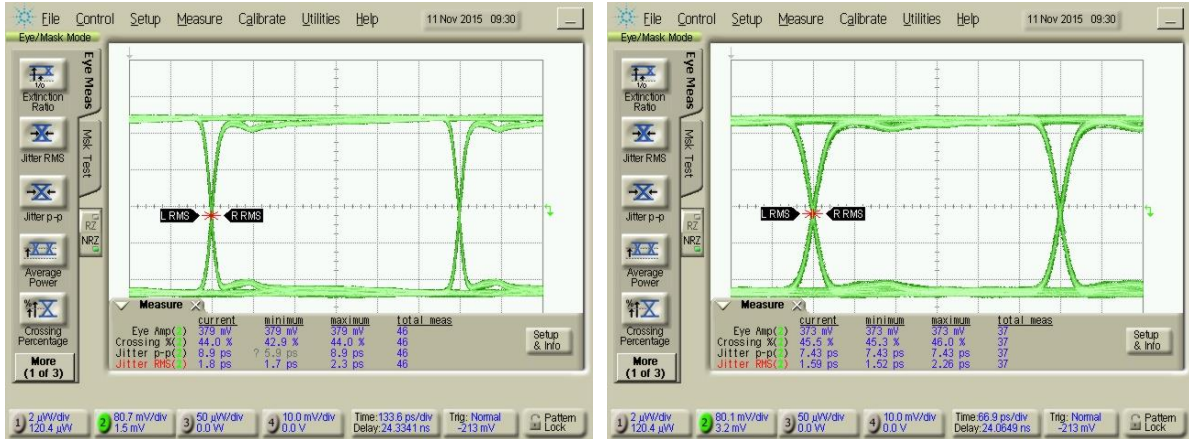 File Control Setup Measure Calibrate Utilities Help 11 Nov 2015 09:30
Eye/Mask Mode
Extinction Ratio
Jitter RMS
Jitter p-p
Average Power
Crossing Percentage
More (1 of 3)
Eye Meas
Msk Test
RZ
NRZ
L RMS R RMS
Measure
current minimum maximum total meas
Eye Amp(2) 379 mV 379 mV 379 mV 46
Crossing %(2) 44.0 % 42.9 % 44.0 % 46
Jitter p-p(2) 8.9 ps ? 5.9 ps 8.9 ps 46
Jitter RMS(2) 1.8 ps 1.7 ps 2.3 ps 46
Setup & Info
1) 2 µW/div 120.4 µW
2) 80.7 mV/div 1.5 mV
3) 50 µW/div 0.0 W
4) 10.0 mV/div 0.0 V
Time:133.6 ps/div Delay:24.3341 ns
Trig: Normal -213 mV
Pattern Lock
File Control Setup Measure Calibrate Utilities Help 11 Nov 2015 09:30
Eye/Mask Mode
Extinction Ratio
Jitter RMS
Jitter p-p
Average Power
Crossing Percentage
More (1 of 3)
Eye Meas
Msk Test
RZ
NRZ
L RMS R RMS
Measure
current minimum maximum total meas
Eye Amp(2) 373 mV 373 mV 373 mV 37
Crossing %(2) 45.5 % 45.3 % 46.0 % 37
Jitter p-p(2) 7.43 ps 7.43 ps 7.43 ps 37
Jitter RMS(2) 1.59 ps 1.52 ps 2.26 ps 37
Setup & Info
1) 2 µW/div 120.4 µW
2) 80.1 mV/div 3.2 mV
3) 50 µW/div 0.0 W
4) 10.0 mV/div 0.0 V
Time:66.9 ps/div Delay:24.0649 ns
Trig: Normal -213 mV
Pattern Lock